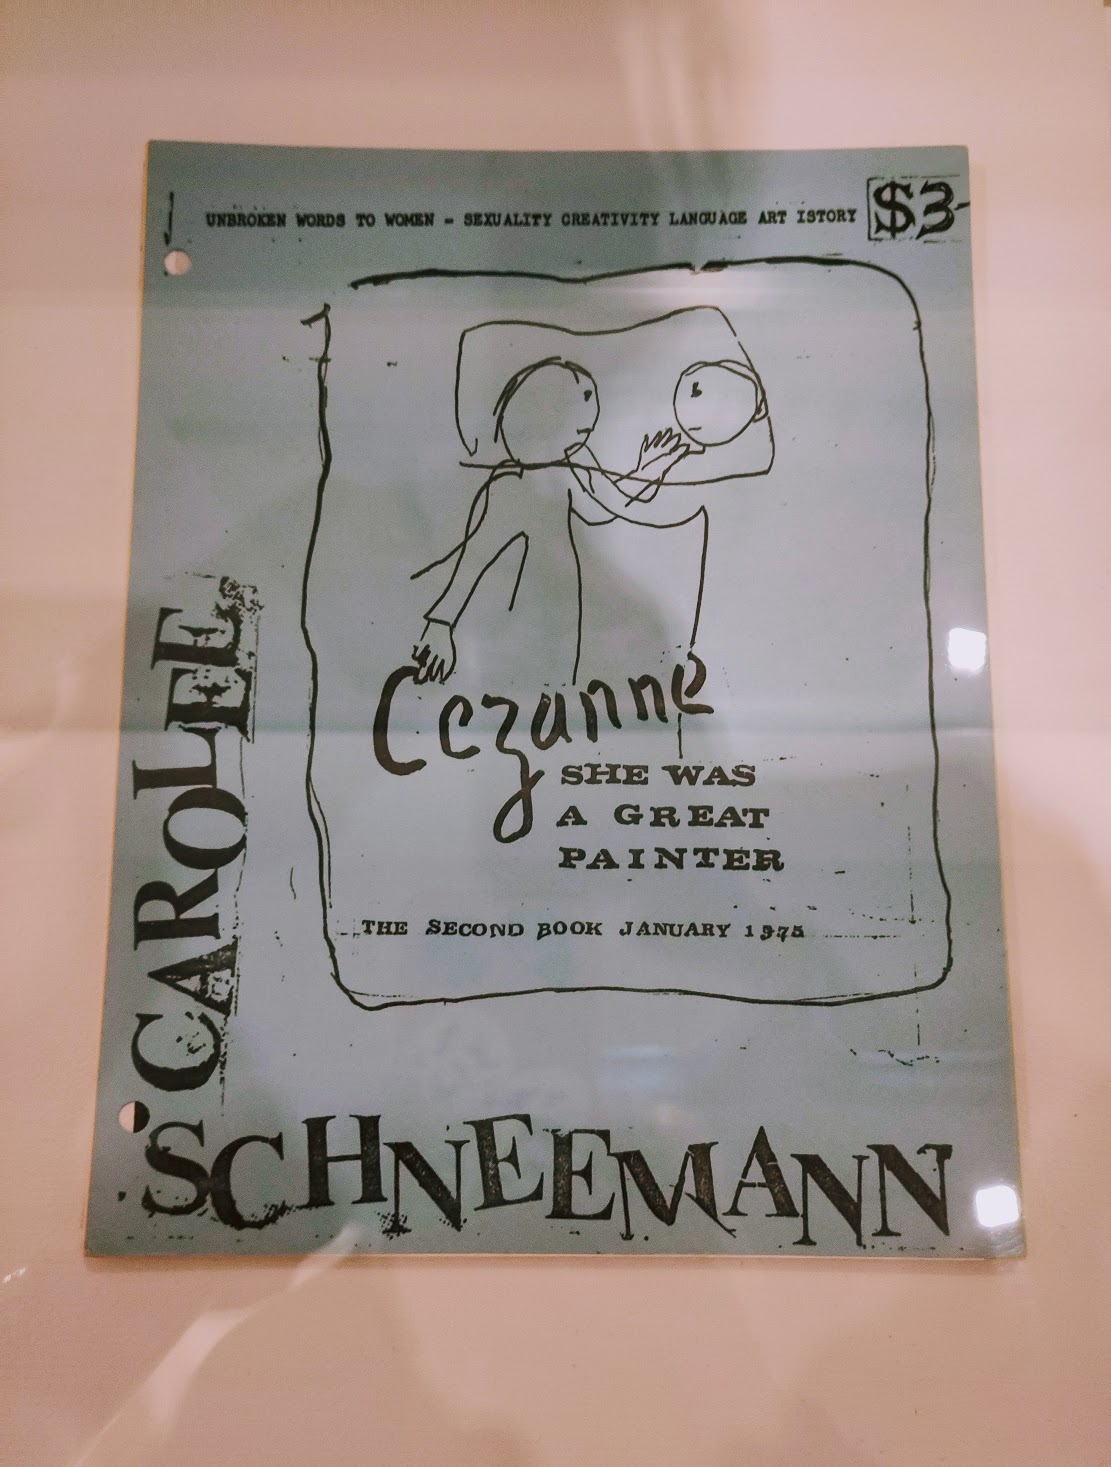 UNBROKEN WORDS TO WOMEN - SEXUALITY CREATIVITY LANGUAGE ART ISTORY
$3-
Cezanne
SHE WAS
A GREAT
PAINTER
THE SECOND BOOK JANUARY 1975
CAROLEE
SCHNEEMANN